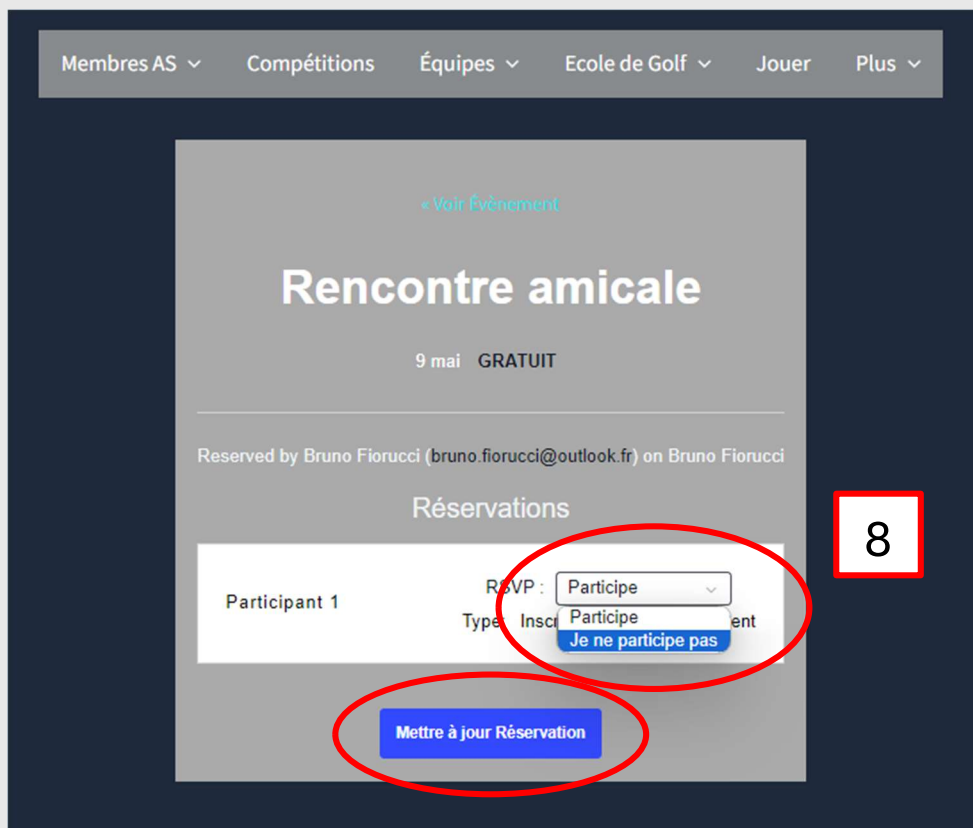 Membres AS Compétitions Équipes Ecole de Golf Jouer Plus
« Voir Évènement
Rencontre amicale
9 mai GRATUIT
Reserved by Bruno Fiorucci (bruno.fiorucci@outlook.fr) on Bruno Fiorucci
Réservations
8
Participant 1
RSVP : Participe
Type: Participe
Je ne participe pas
Mettre à jour Réservation